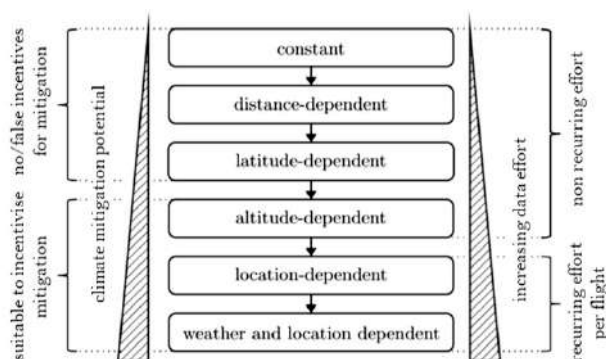 no/false incentives
for mitigation
suitable to incentivise
mitigation
climate mitigation potential
constant
distance-dependent
latitude-dependent
altitude-dependent
location-dependent
weather and location dependent
increasing data effort
non recurring effort
recurring effort
per flight